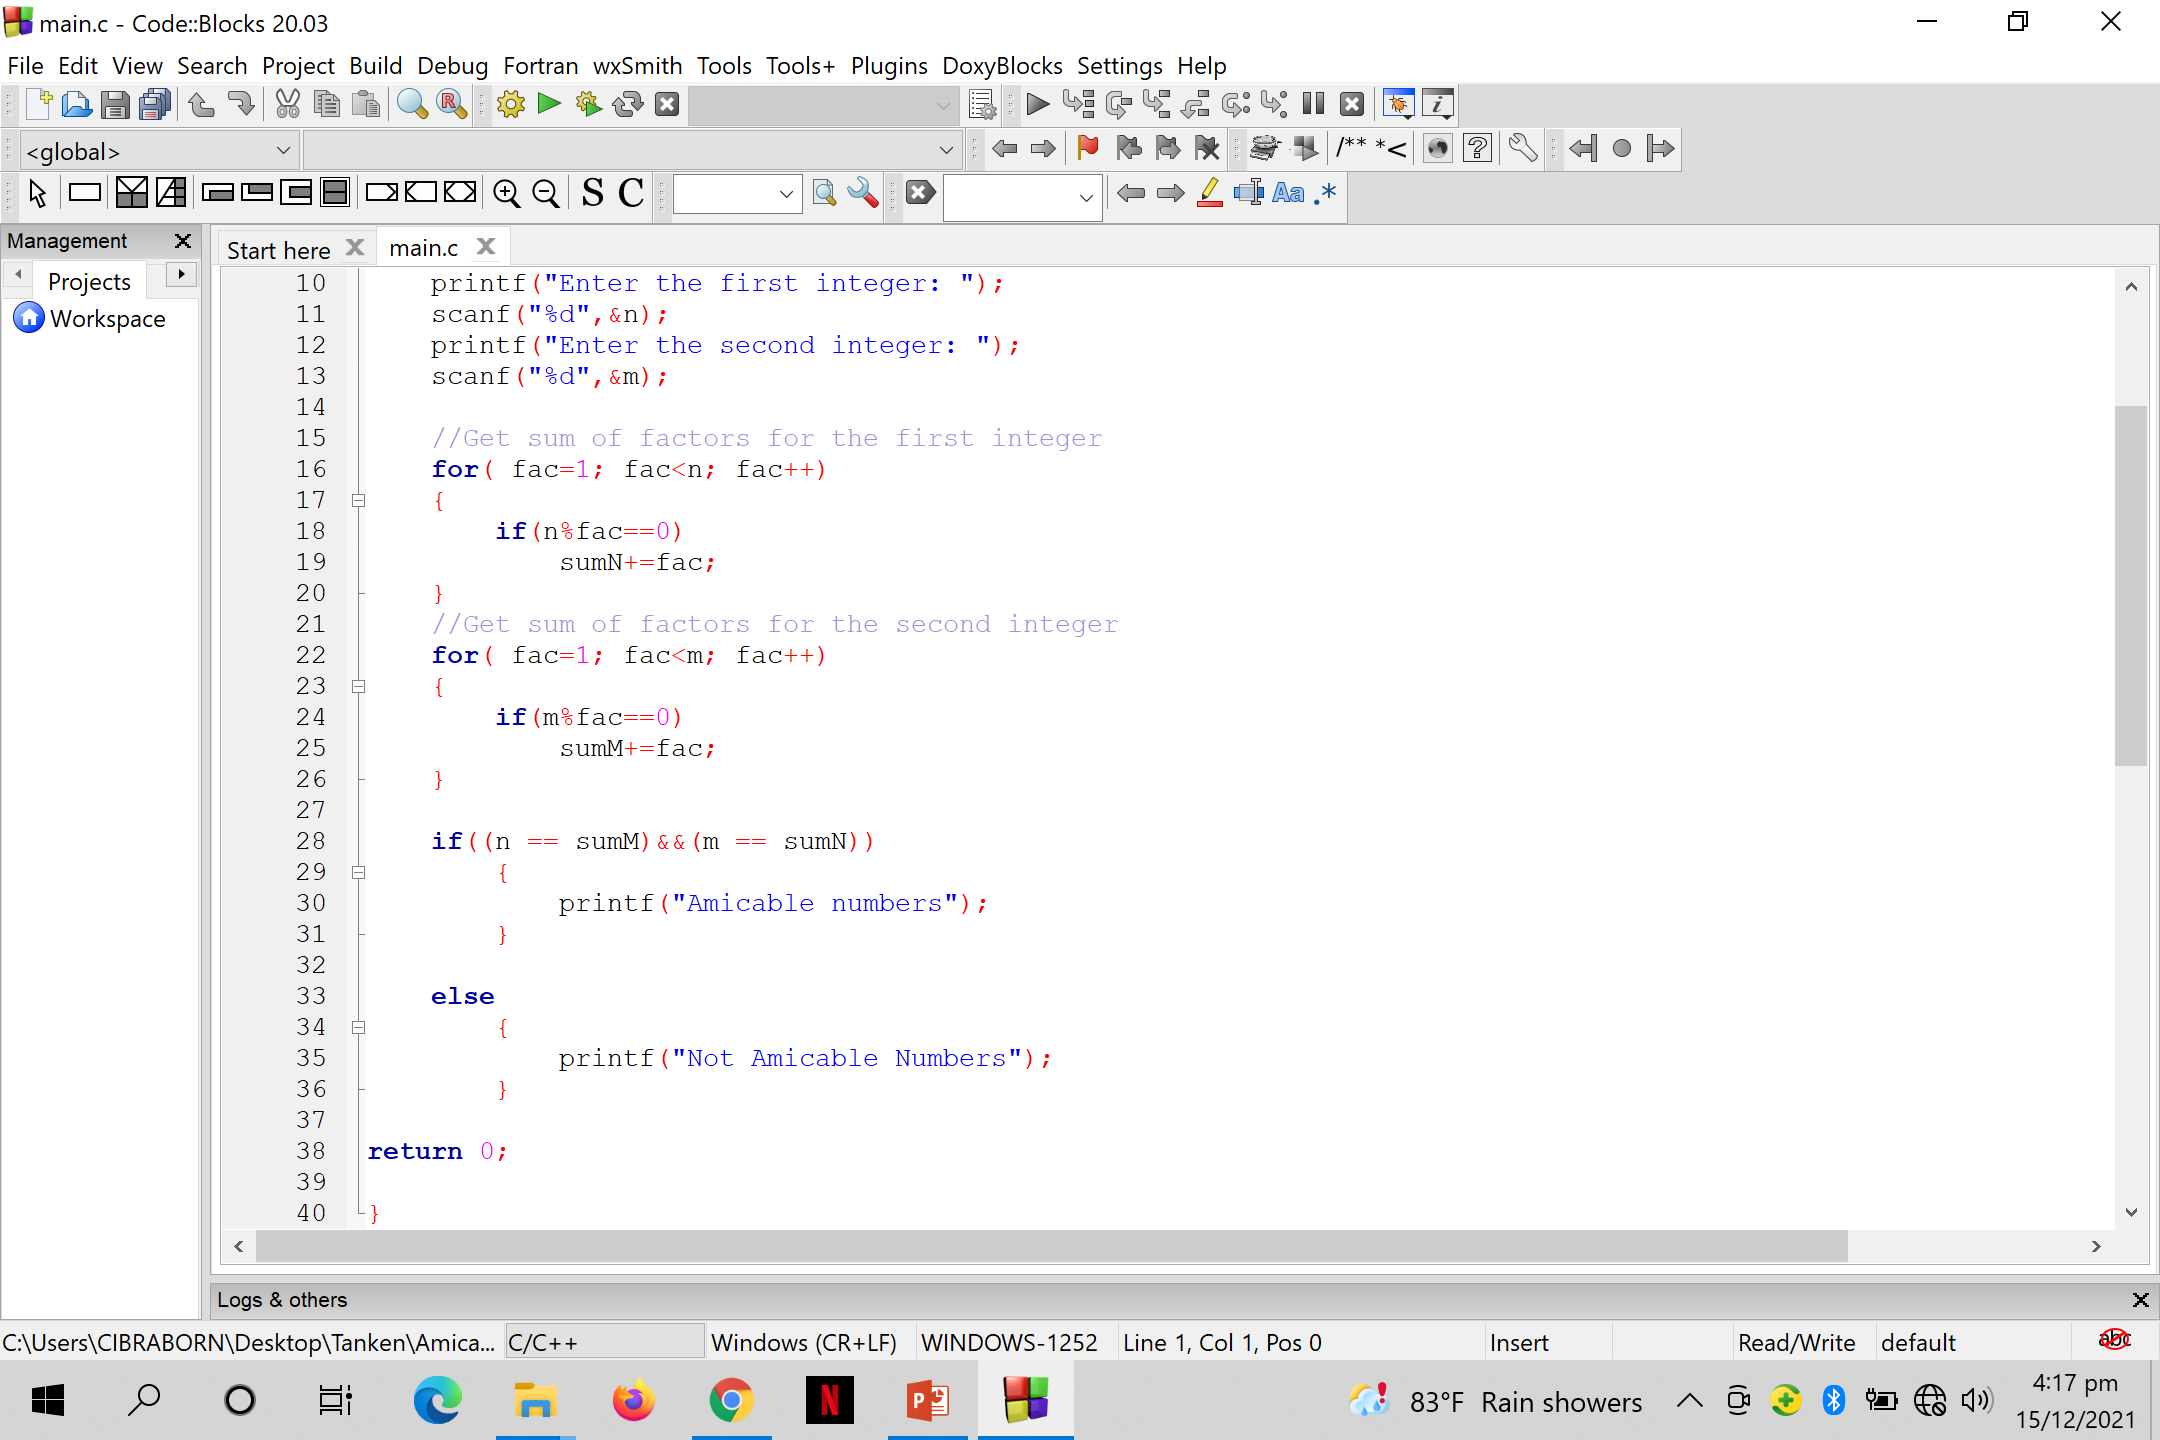 main.c - Code::Blocks 20.03
File Edit View Search Project Build Debug Fortran wxSmith Tools Tools+ Plugins DoxyBlocks Settings Help
<global>
/** *<
S C
Aa .*
Management
Start here
main.c
Projects
Workspace
10 printf("Enter the first integer: ");
11 scanf("%d",&n);
12 printf("Enter the second integer: ");
13 scanf("%d",&m);
14
15 //Get sum of factors for the first integer
16 for( fac=1; fac<n; fac++)
17 {
18 if(n%fac==0)
19 sumN+=fac;
20 }
21 //Get sum of factors for the second integer
22 for( fac=1; fac<m; fac++)
23 {
24 if(m%fac==0)
25 sumM+=fac;
26 }
27
28 if((n == sumM)&&(m == sumN))
29 {
30 printf("Amicable numbers");
31 }
32
33 else
34 {
35 printf("Not Amicable Numbers");
36 }
37
38 return 0;
39
40 }
Logs & others
C:\Users\CIBRABORN\Desktop\Tanken\Amica... C/C++ Windows (CR+LF) WINDOWS-1252 Line 1, Col 1, Pos 0 Insert Read/Write default abc
83°F Rain showers
4:17 pm
15/12/2021